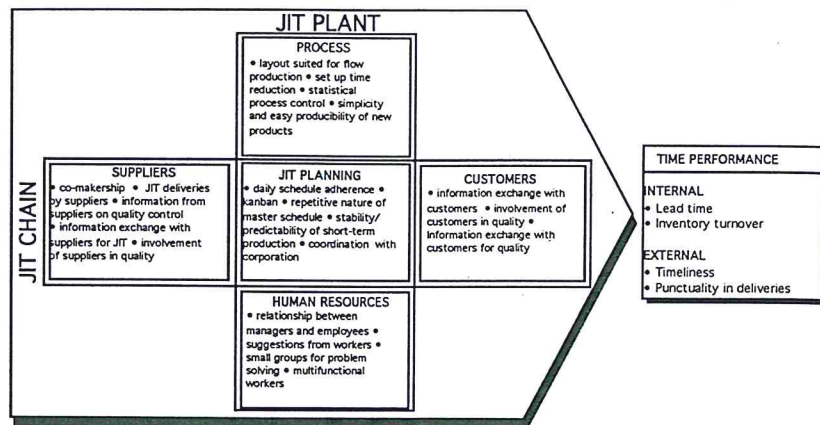 JIT PLANT
PROCESS
• layout suited for flow
production • set up time
reduction • statistical
process control • simplicity
and easy producibility of new
products
JIT CHAIN
SUPPLIERS
• co-makership • JIT deliveries
by suppliers • information from
suppliers on quality control
• information exchange with
suppliers for JIT • involvement
of suppliers in quality
JIT PLANNING
• daily schedule adherence •
kanban • repetitive nature of
master schedule • stability/
predictability of short-term
production • coordination with
corporation
CUSTOMERS
• information exchange with
customers • involvement of
customers in quality •
Information exchange with
customers for quality
HUMAN RESOURCES
• relationship between
managers and employees •
suggestions from workers •
small groups for problem
solving • multifunctional
workers
TIME PERFORMANCE
INTERNAL
• Lead time
• Inventory turnover
EXTERNAL
• Timeliness
• Punctuality in deliveries